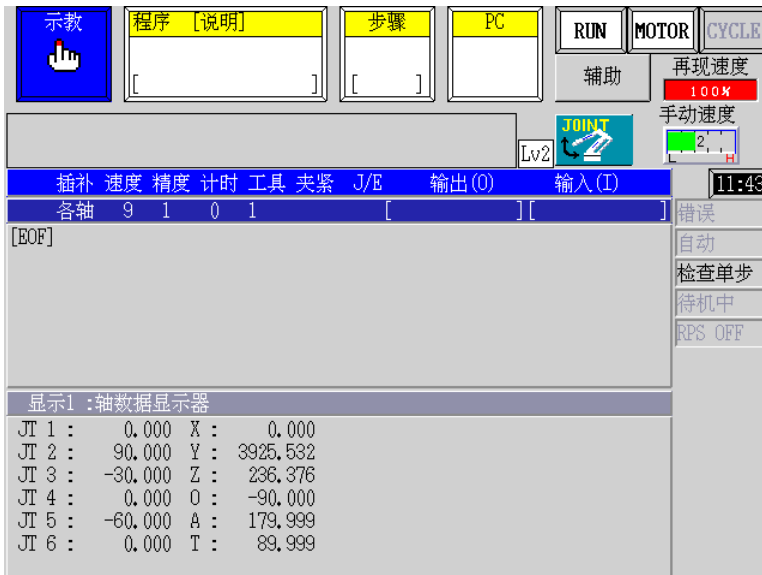 示教 程序 [说明] 步骤 PC RUN MOTOR CYCLE
[ ] [ ] 辅助 再现速度
100%
手动速度
JOINT
Lv2 2
L H
插补 速度 精度 计时 工具 夹紧 J/E 输出(O) 输入(I) 11:43
各轴 9 1 0 1 [ ][ ] 错误
[EOF] 自动
检查单步
待机中
RPS OFF
显示1 :轴数据显示器
JT 1 : 0.000 X : 0.000
JT 2 : 90.000 Y : 3925.532
JT 3 : -30.000 Z : 236.376
JT 4 : 0.000 O : -90.000
JT 5 : -60.000 A : 179.999
JT 6 : 0.000 T : 89.999